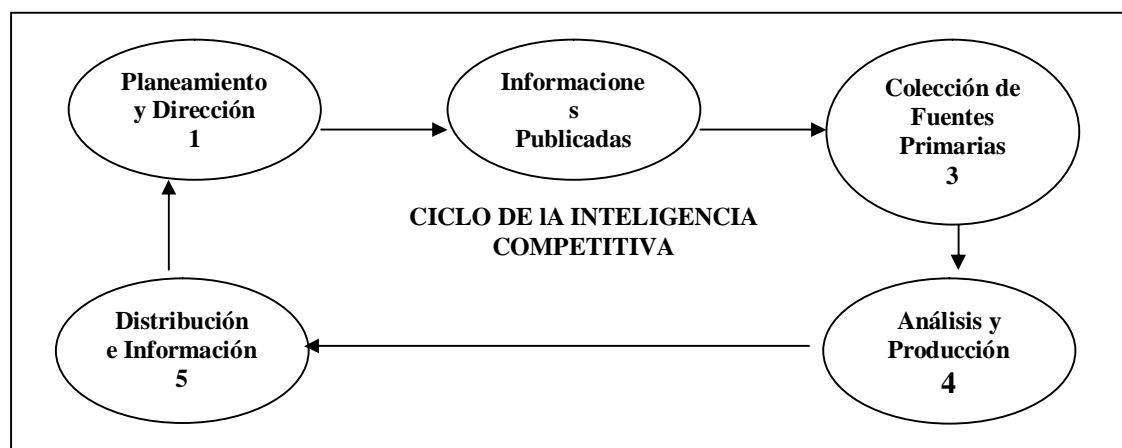 Planeamiento
y Dirección
1
Informacione
s
Publicadas
Colección de
Fuentes
Primarias
3
CICLO DE lA INTELIGENCIA
COMPETITIVA
Distribución
e Información
5
Análisis y
Producción
4